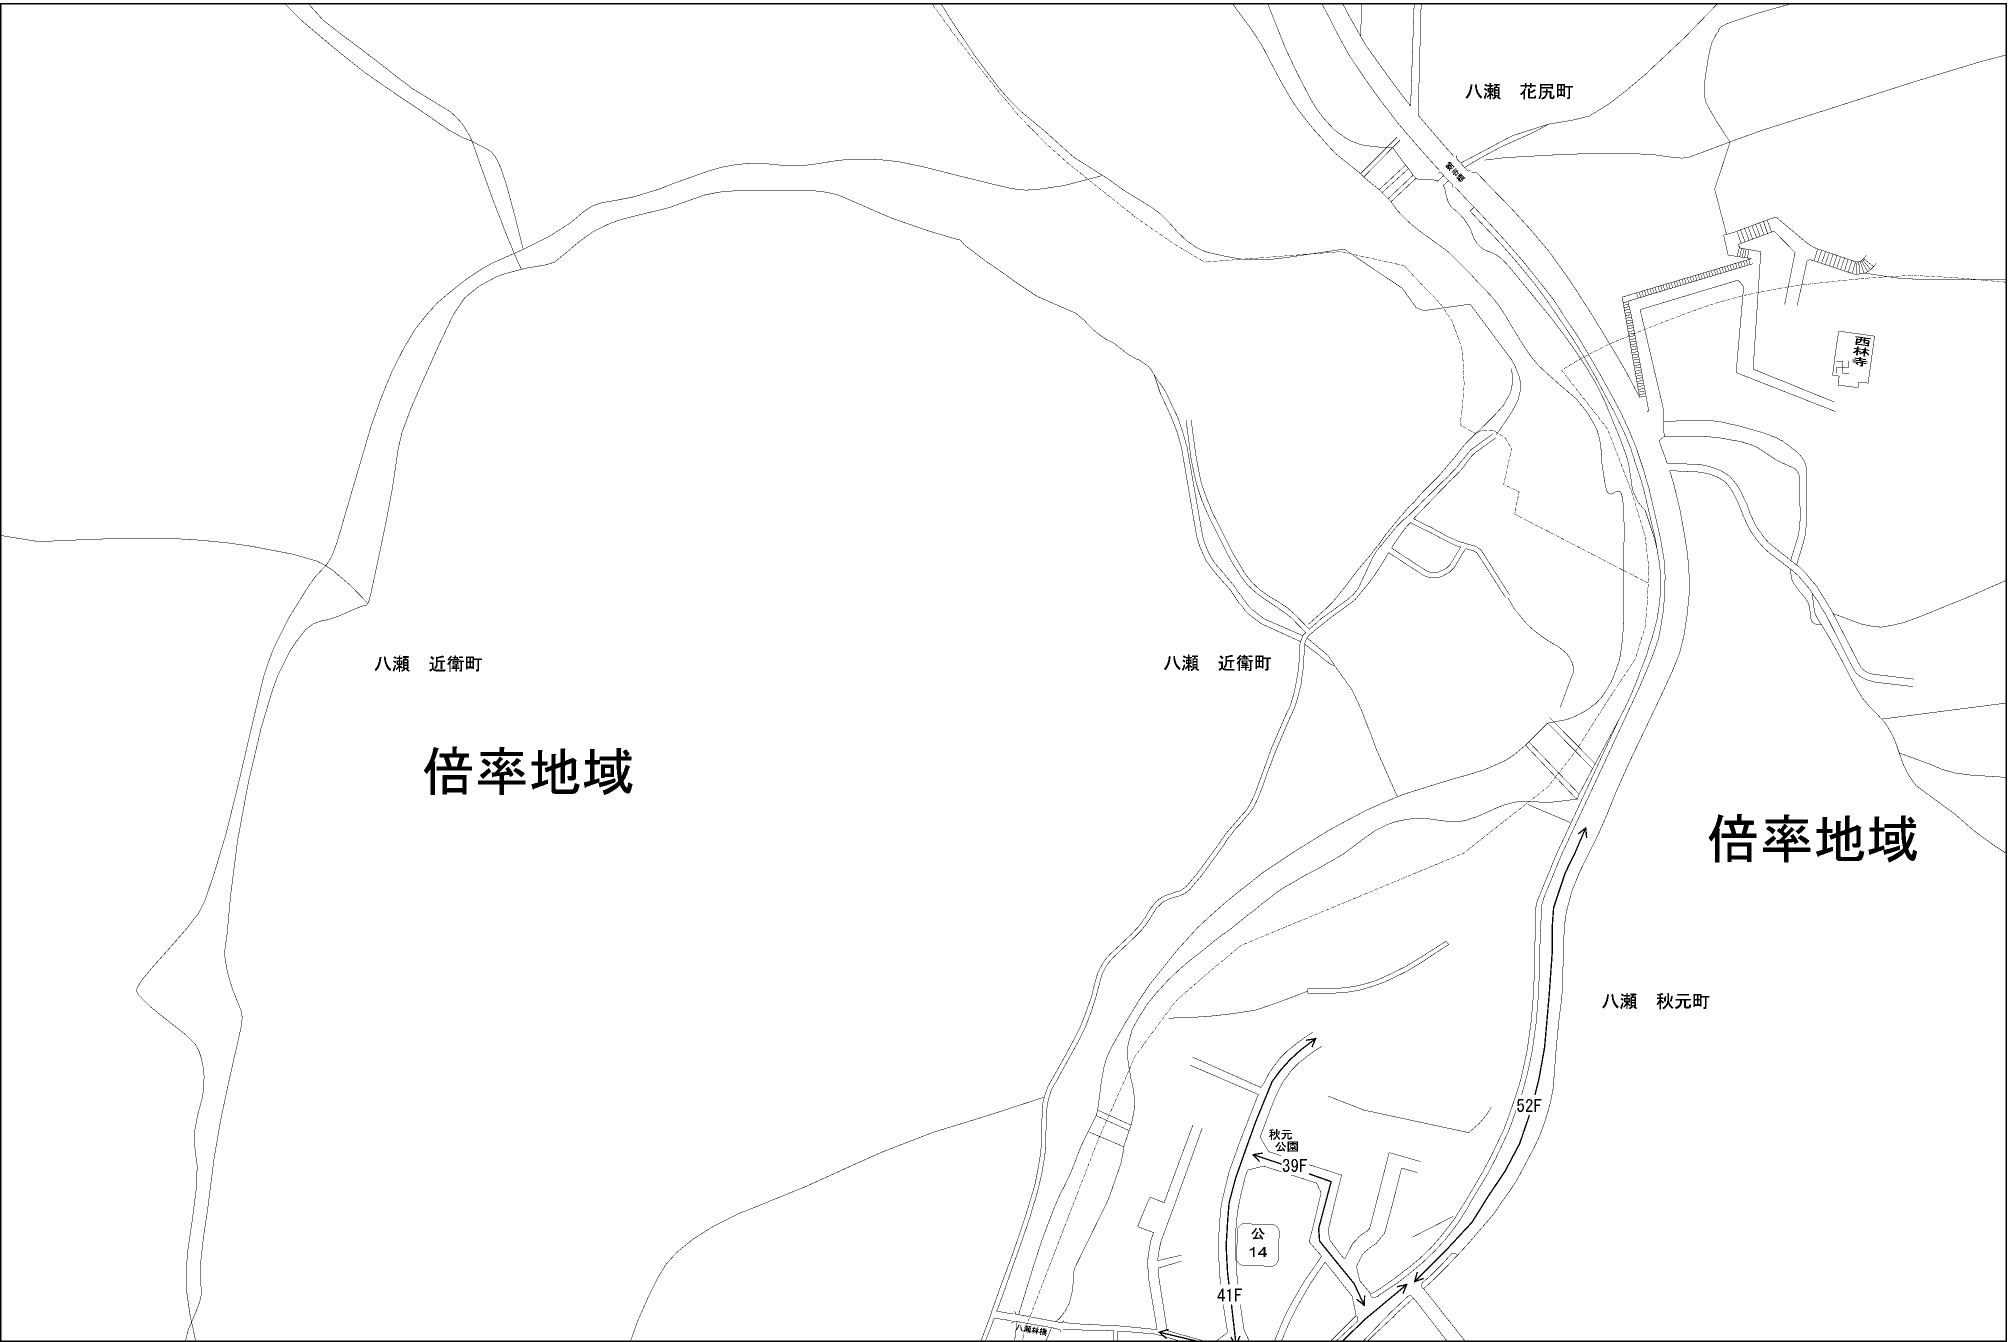 八瀬　花尻町
西林寺
八瀬　近衛町
八瀬　近衛町
倍率地域
倍率地域
八瀬　秋元町
52F
秋元
公園
39F
公
14
41F